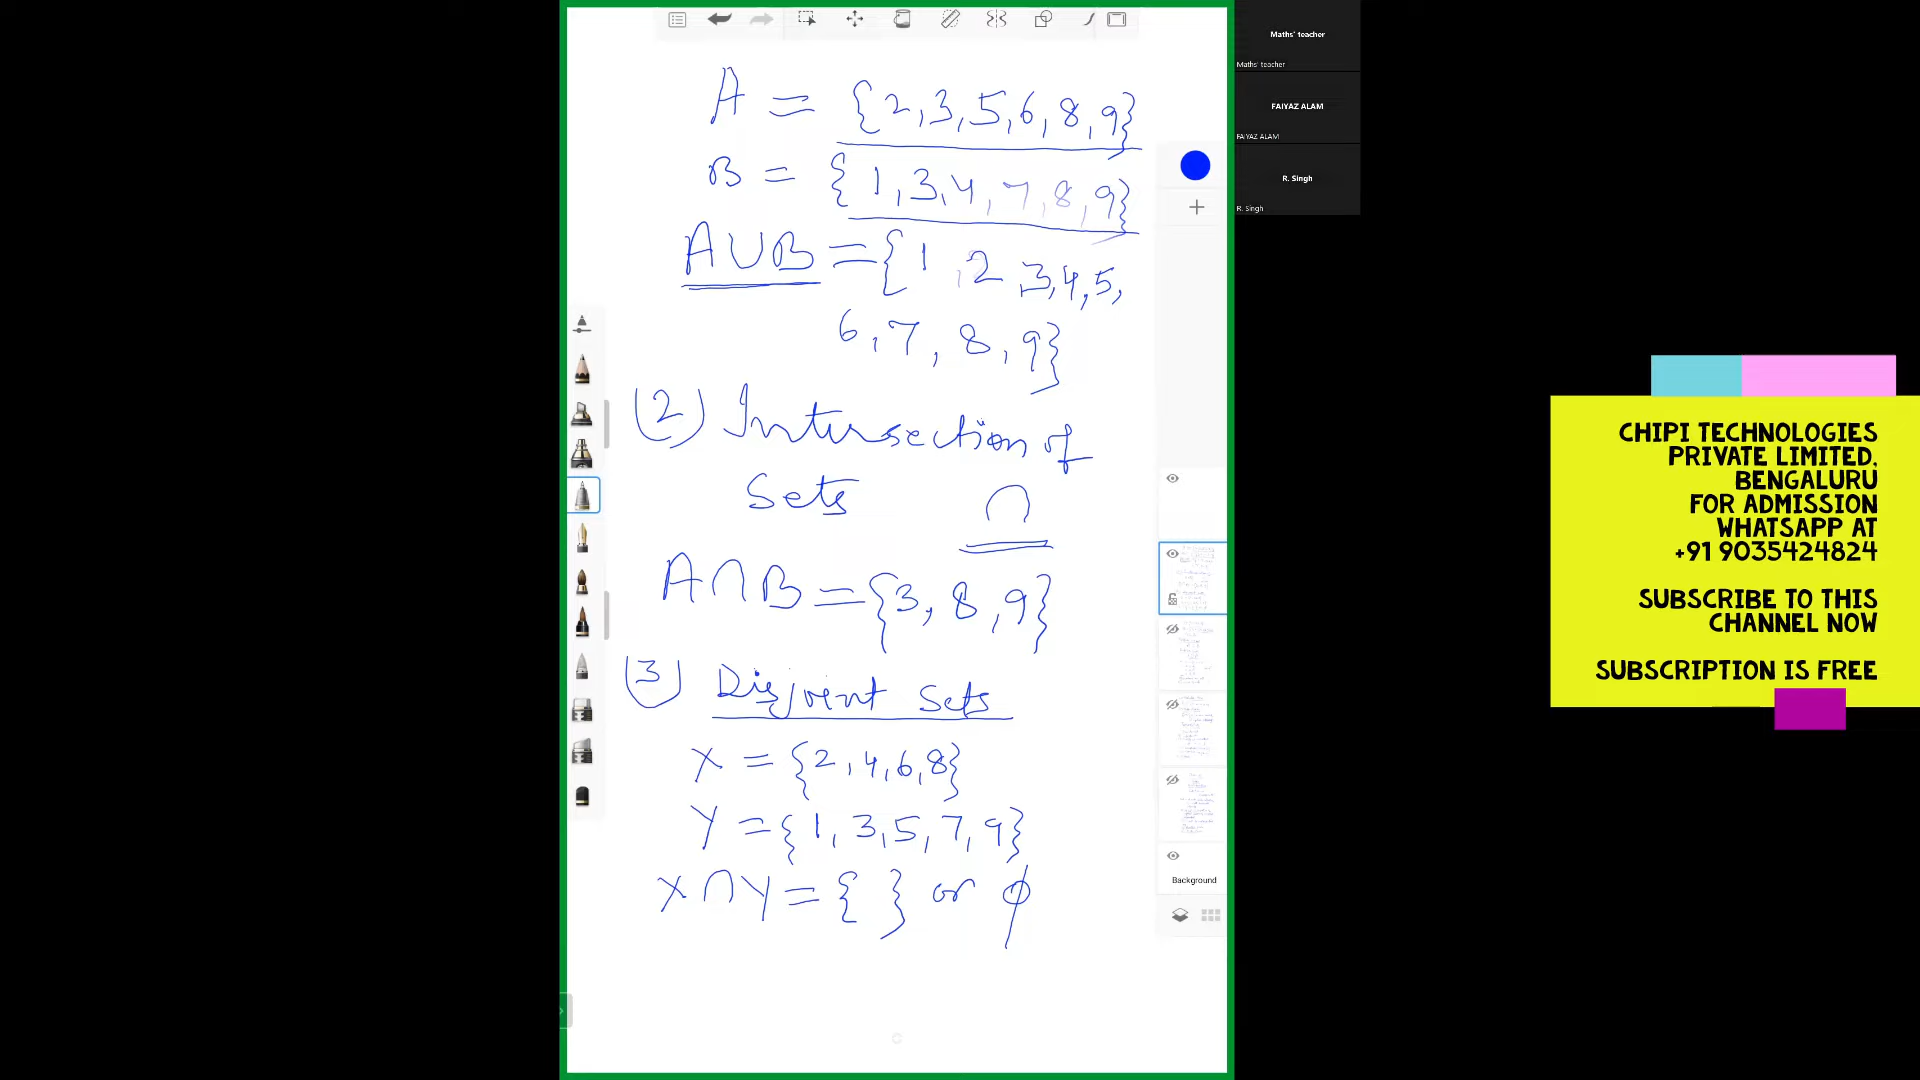 A = {2,3,5,6,8,9}
B = {1,3,4,7,8,9}
A∪B = {1,2,3,4,5,
6,7,8,9}
(2) Intersection of
Sets ∩
A∩B = {3,8,9}
(3) Disjoint Sets
X = {2,4,6,8}
Y = {1,3,5,7,9}
X∩Y = { } or ϕ
Background
Maths' teacher
Maths' teacher
FAIYAZ ALAM
FAIYAZ ALAM
R. Singh
R. Singh
CHIPI TECHNOLOGIES
PRIVATE LIMITED,
BENGALURU
FOR ADMISSION
WHATSAPP AT
+91 9035424824
SUBSCRIBE TO THIS
CHANNEL NOW
SUBSCRIPTION IS FREE